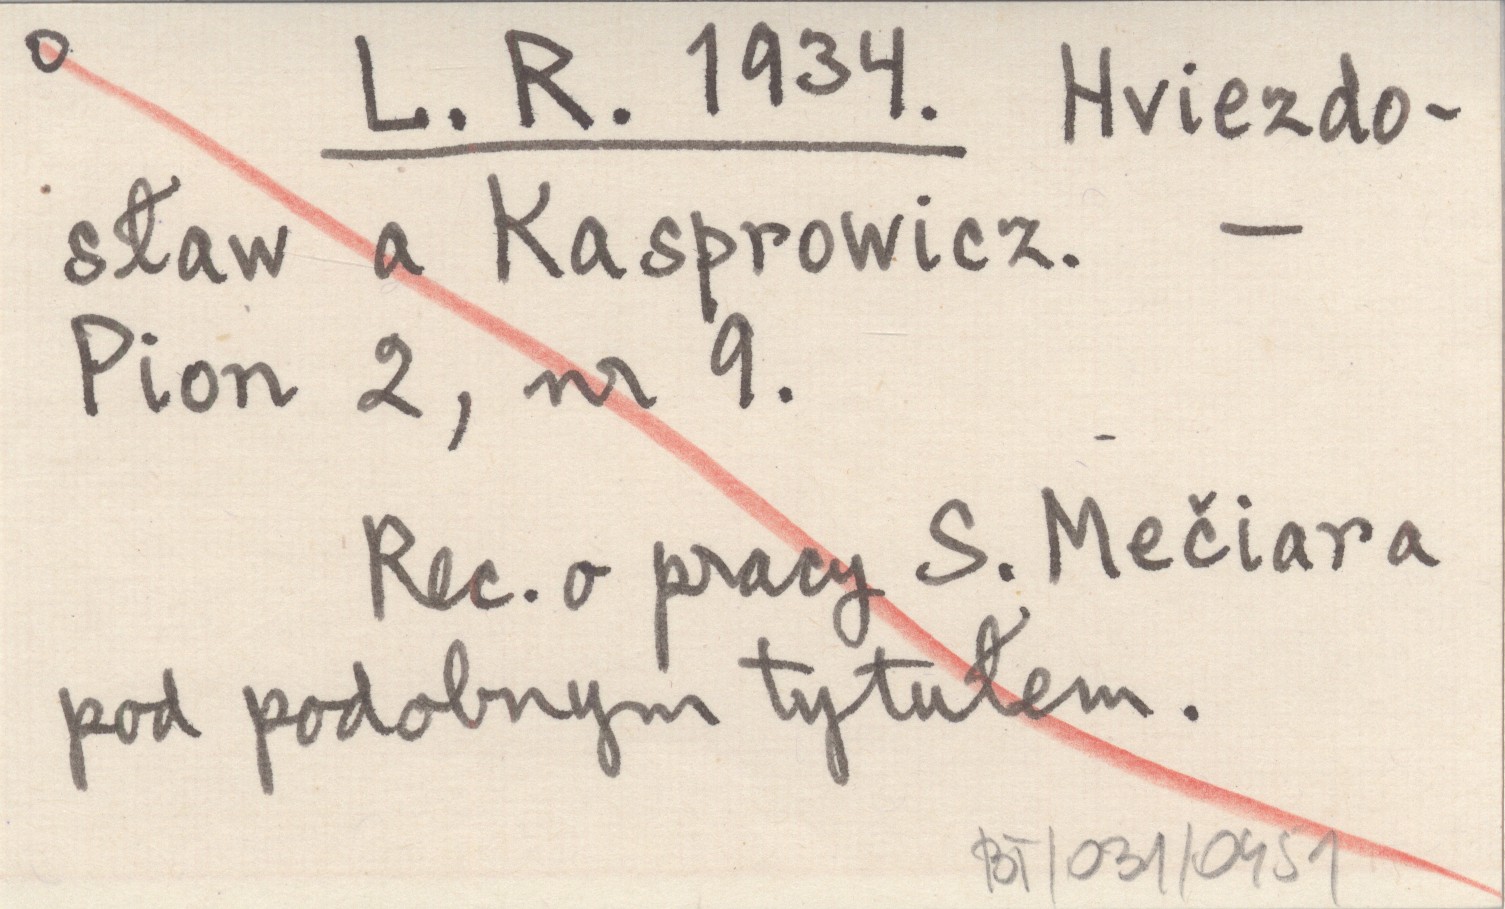 L. R. 1934. Hviezdo-
sław a Kasprowicz. —
Pion 2, nr 9.
Rec. o pracy S. Mečiara
pod podobnym tytułem.
BT/031/0451